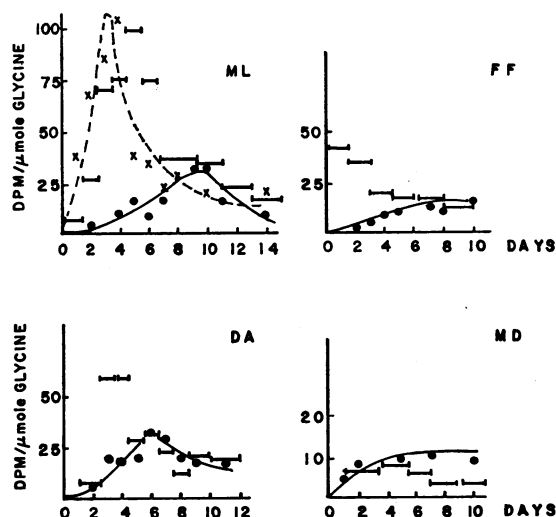 DPM/μmole GLYCINE
100
75
50
25
ML
0 2 4 6 8 10 12 14
50
25
FF
0 2 4 6 8 10 DAYS
DPM/μmole GLYCINE
50
25
DA
0 2 4 6 8 10 12
20
10
MD
0 2 4 6 8 10 DAYS